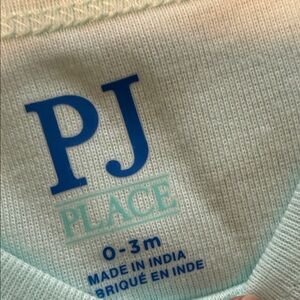 PJ
PLACE
0-3m
MADE IN INDIA
BRIQUÉ EN INDE